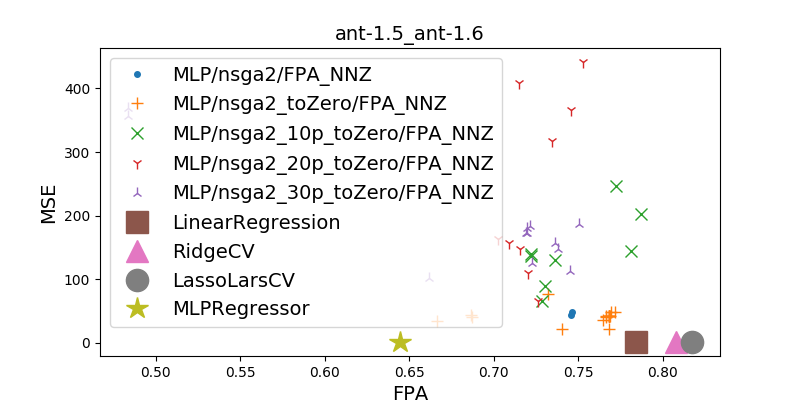 ant-1.5_ant-1.6
MSE
400
300
200
100
0
MLP/nsga2/FPA_NNZ
MLP/nsga2_toZero/FPA_NNZ
MLP/nsga2_10p_toZero/FPA_NNZ
MLP/nsga2_20p_toZero/FPA_NNZ
MLP/nsga2_30p_toZero/FPA_NNZ
LinearRegression
RidgeCV
LassoLarsCV
MLPRegressor
0.50 0.55 0.60 0.65 0.70 0.75 0.80
FPA